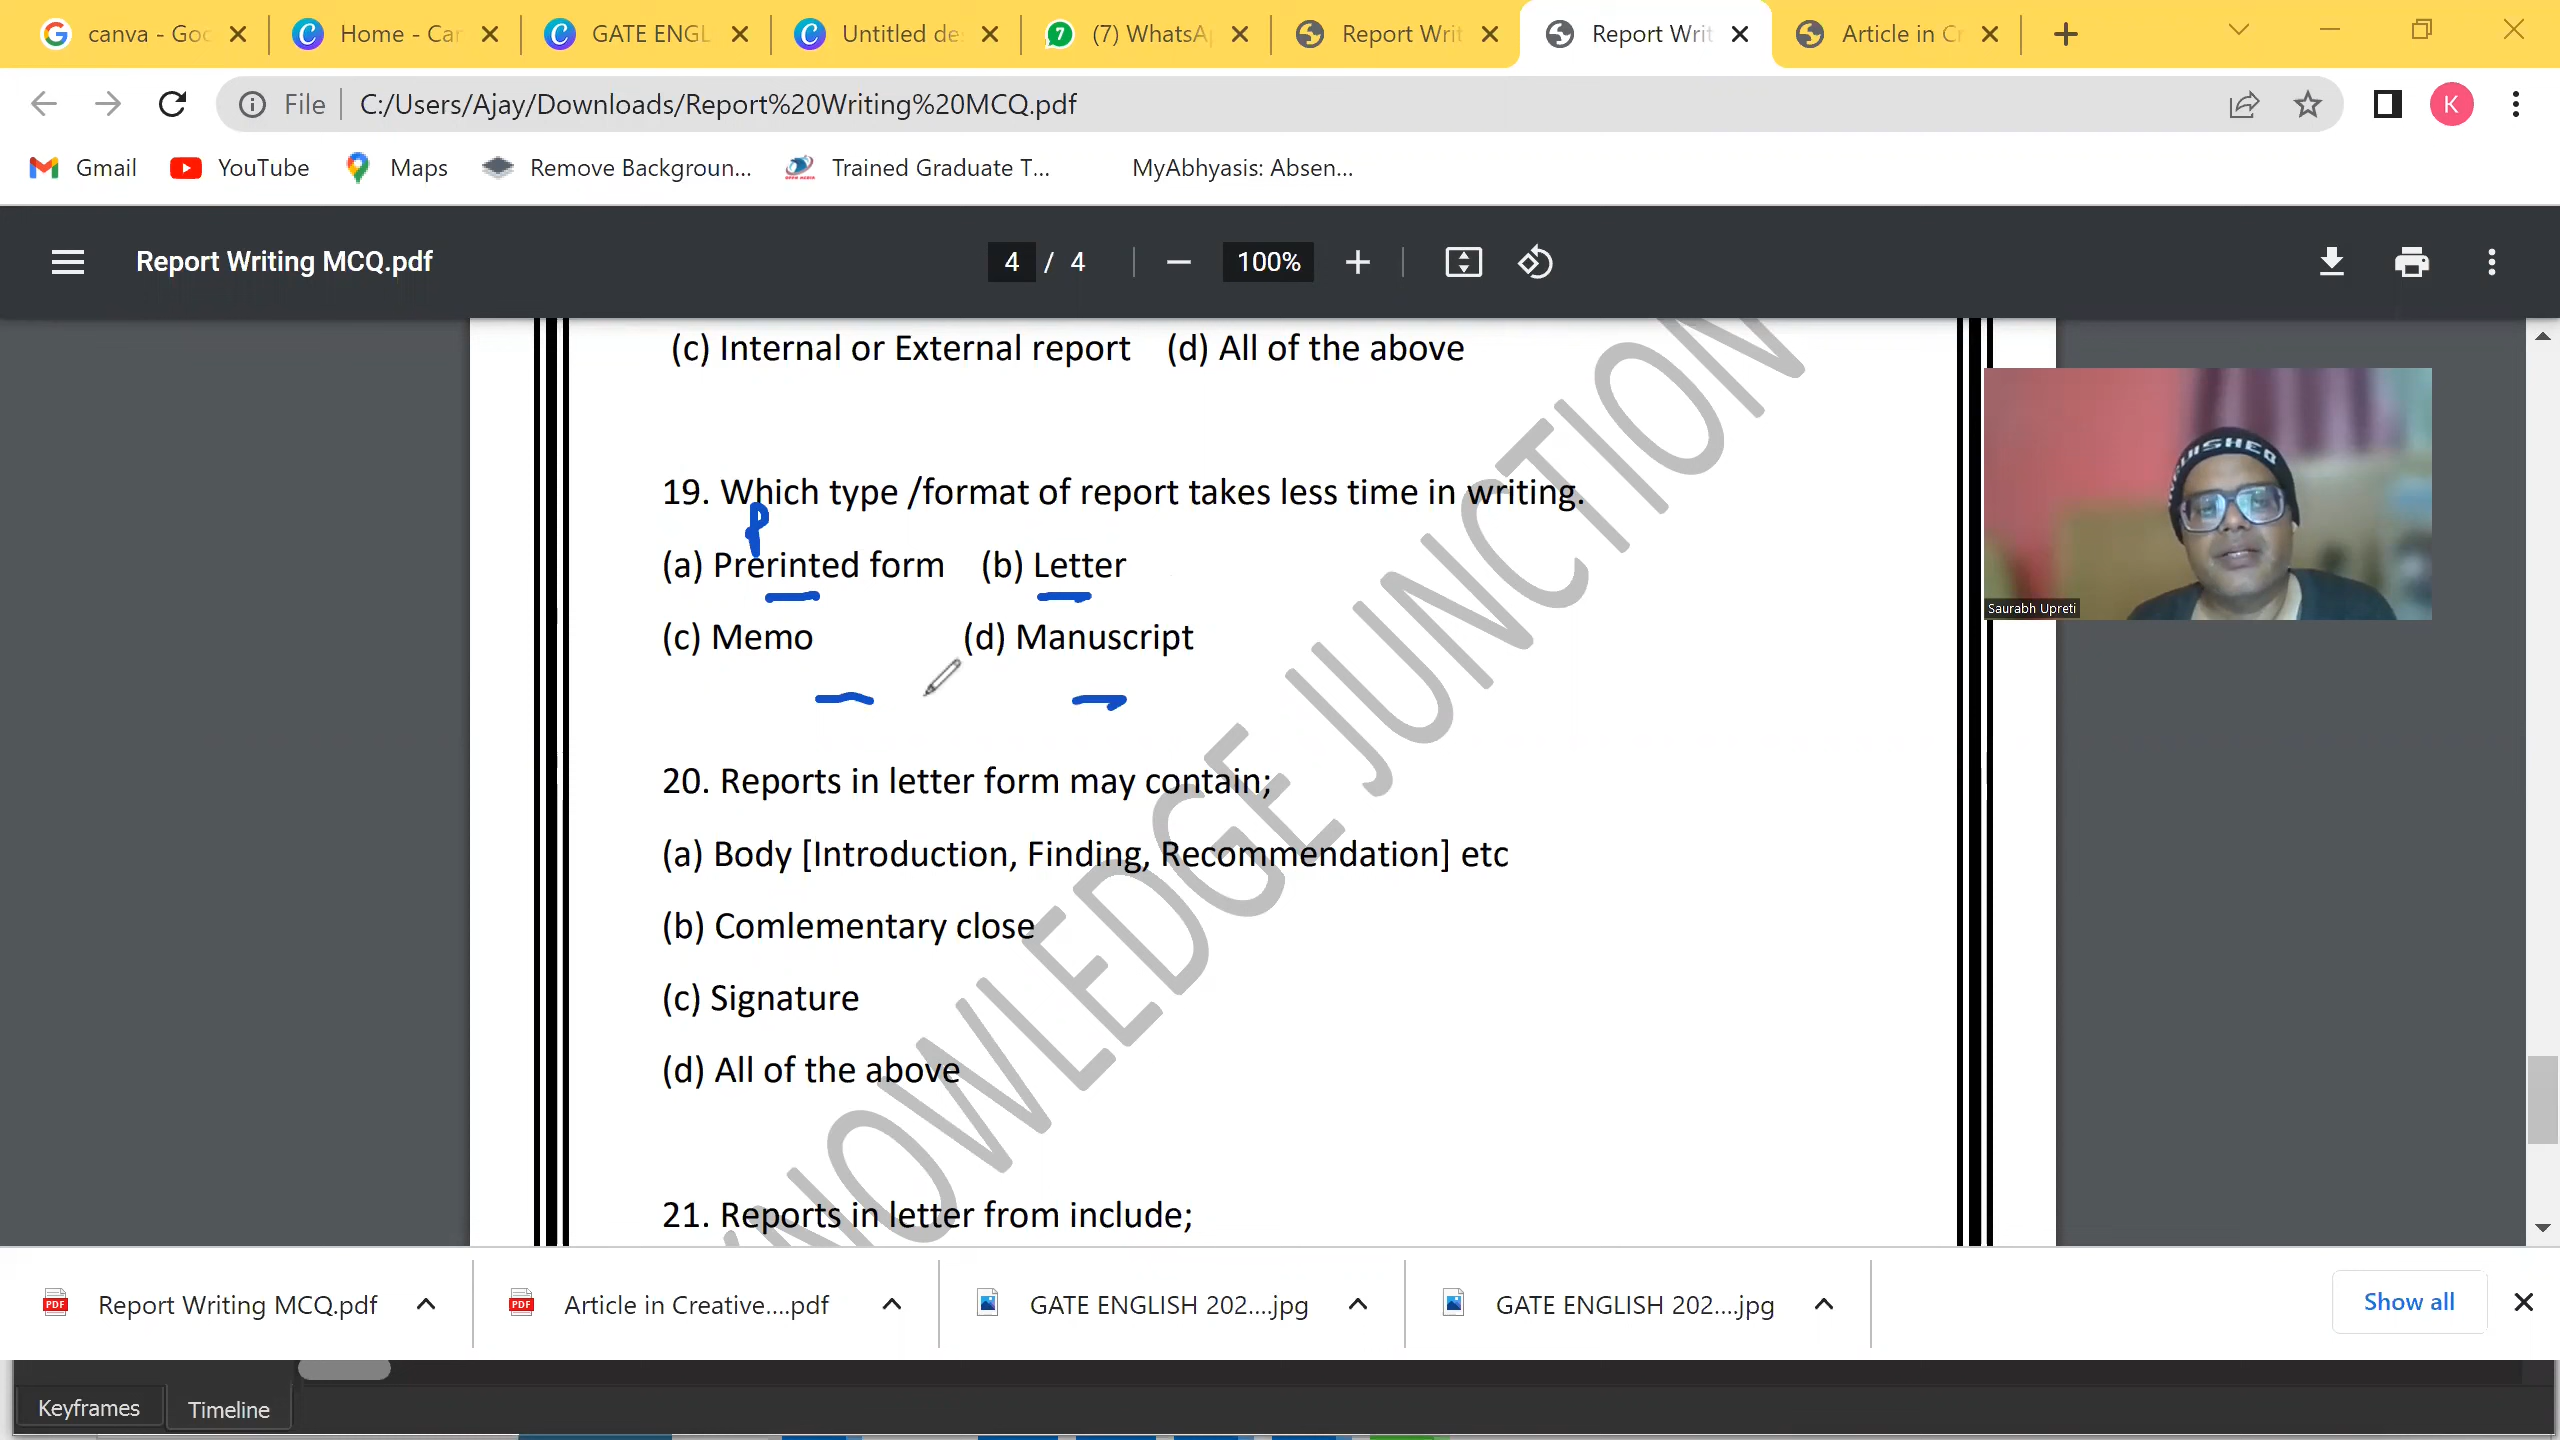 canva - Goo
Home - Can
GATE ENGL
Untitled de
(7) WhatsAp
Report Writ
Report Writ
Article in Cr
File
C:/Users/Ajay/Downloads/Report%20Writing%20MCQ.pdf
K
Gmail
YouTube
Maps
Remove Backgroun...
Trained Graduate T...
MyAbhyasis: Absen...
Report Writing MCQ.pdf
4 / 4
100%
(c) Internal or External report (d) All of the above
19. Which type /format of report takes less time in writing.
p
(a) Prerinted form (b) Letter
(c) Memo (d) Manuscript
20. Reports in letter form may contain;
(a) Body [Introduction, Finding, Recommendation] etc
(b) Comlementary close
(c) Signature
(d) All of the above
21. Reports in letter from include;
KNOWLEDGE JUNCTION
Saurabh Upreti
Report Writing MCQ.pdf
Article in Creative....pdf
GATE ENGLISH 202....jpg
GATE ENGLISH 202....jpg
Show all
Keyframes
Timeline